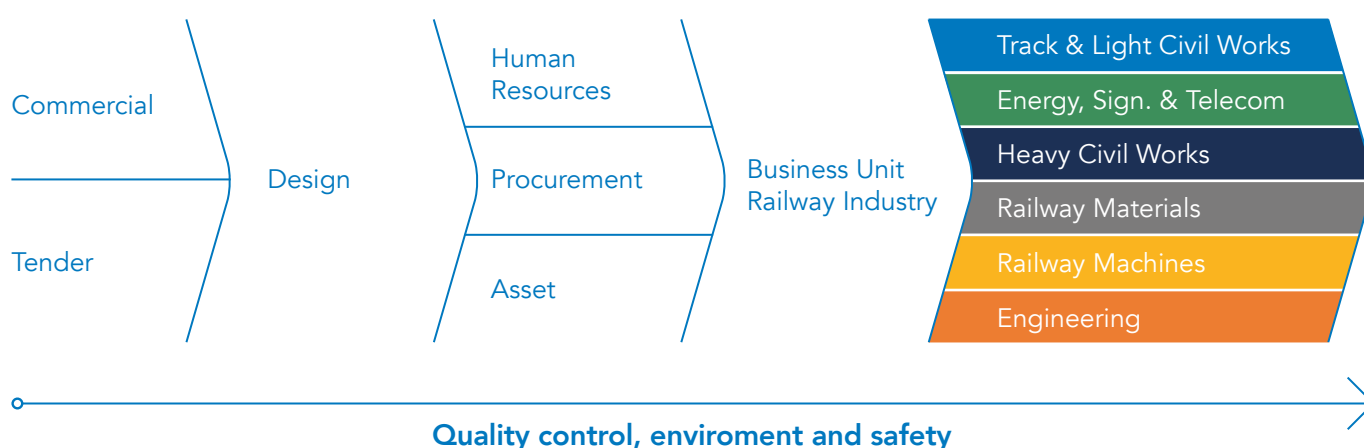 Commercial
Tender
Design
Human
Resources
Procurement
Asset
Business Unit
Railway Industry
Track & Light Civil Works
Energy, Sign. & Telecom
Heavy Civil Works
Railway Materials
Railway Machines
Engineering
Quality control, enviroment and safety